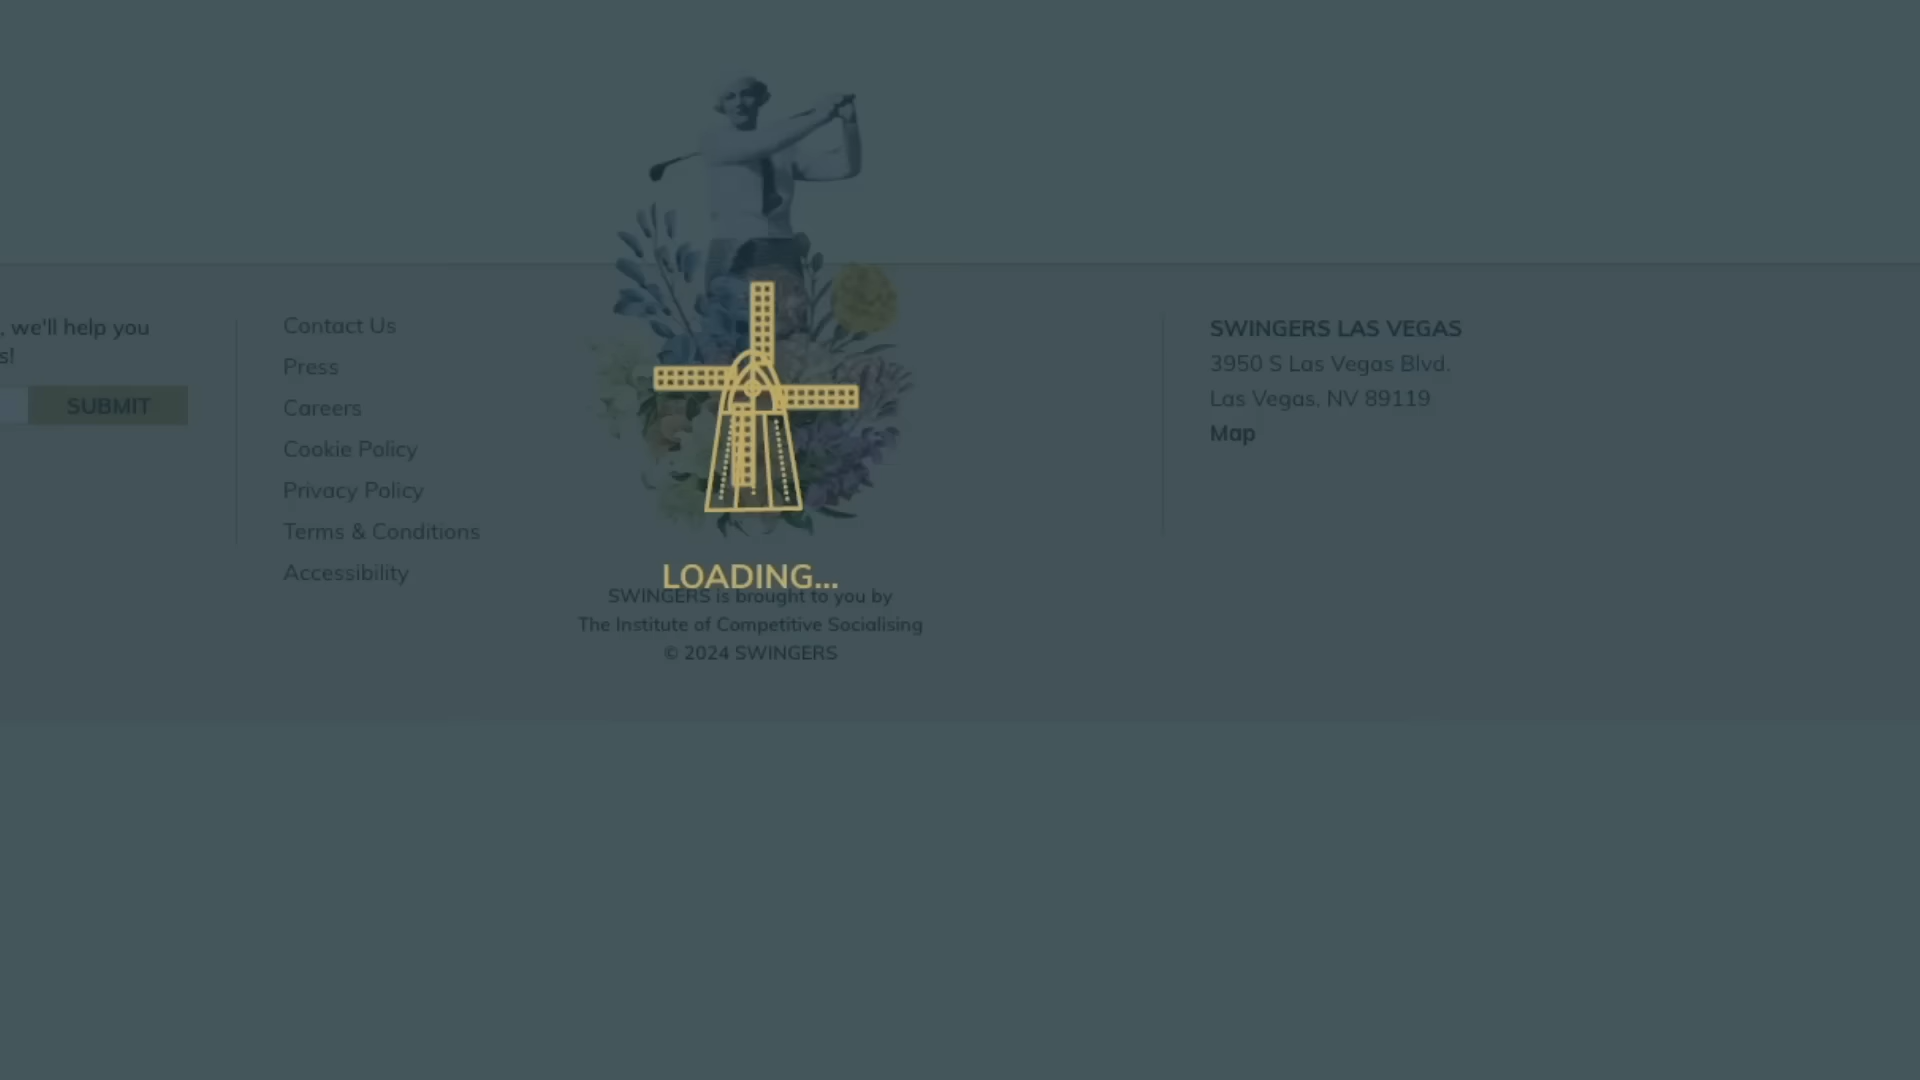 , we'll help you
s!
SUBMIT
Contact Us
Press
Careers
Cookie Policy
Privacy Policy
Terms & Conditions
Accessibility
LOADING...
SWINGERS is brought to you by
The Institute of Competitive Socialising
© 2024 SWINGERS
SWINGERS LAS VEGAS
3950 S Las Vegas Blvd.
Las Vegas, NV 89119
Map